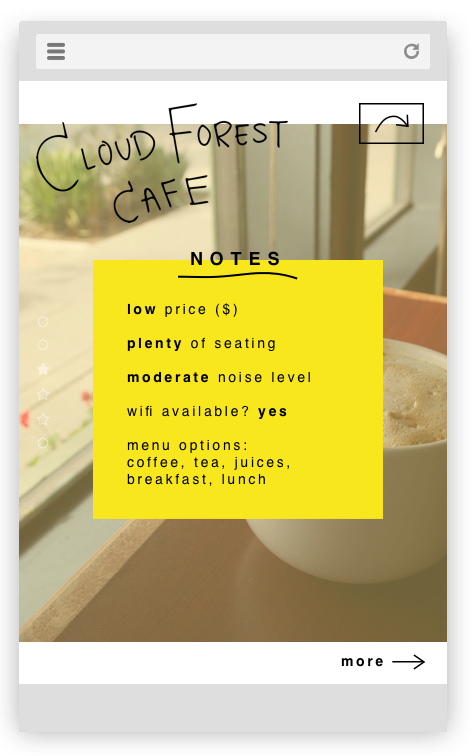 CLOUD FOREST
CAFE
NOTES
low price ($)
plenty of seating
moderate noise level
wifi available? yes
menu options:
coffee, tea, juices,
breakfast, lunch
more